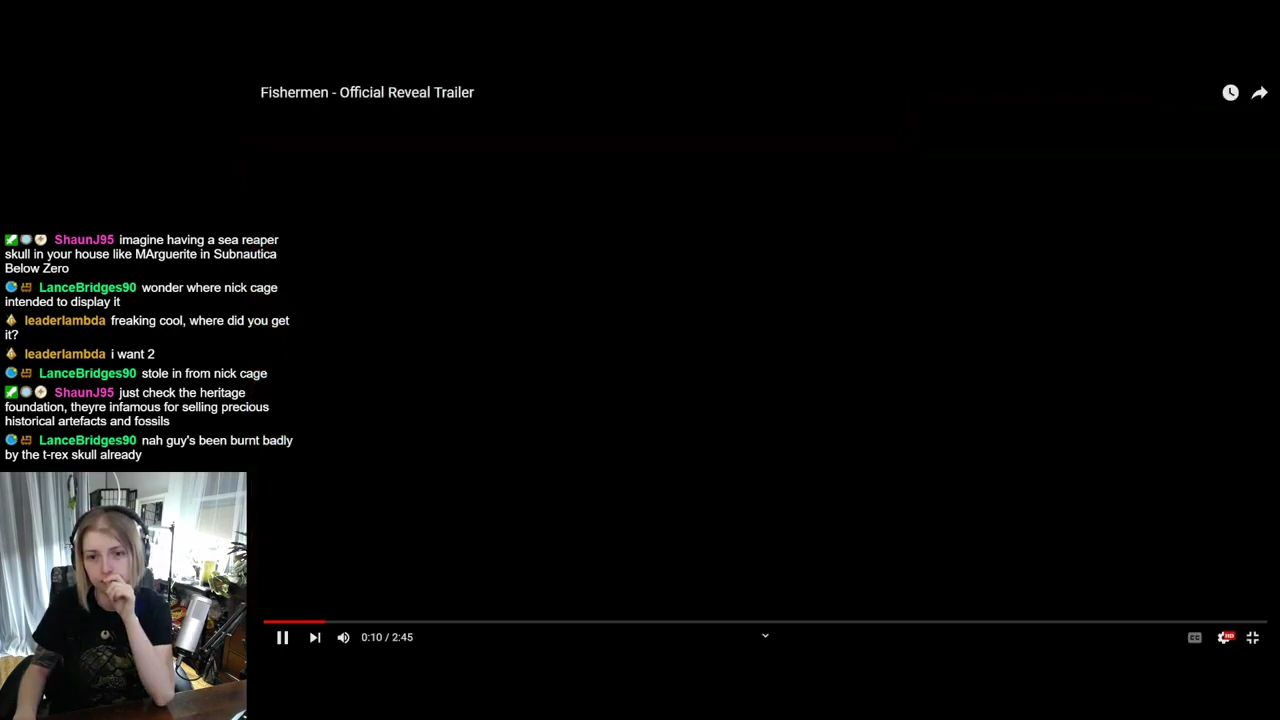 Fishermen - Official Reveal Trailer
ShaunJ95 imagine having a sea reaper
skull in your house like MArguerite in Subnautica
Below Zero
LanceBridges90 wonder where nick cage
intended to display it
leaderlambda freaking cool, where did you get
it?
leaderlambda i want 2
LanceBridges90 stole in from nick cage
ShaunJ95 just check the heritage
foundation, theyre infamous for selling precious
historical artefacts and fossils
LanceBridges90 nah guy's been burnt badly
by the t-rex skull already
0:10 / 2:45
CC
HD